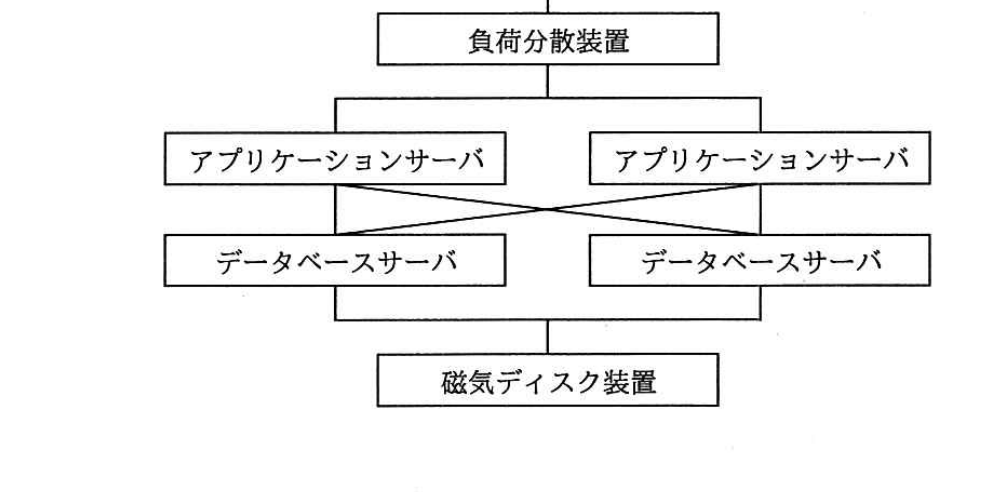 負荷分散装置
アプリケーションサーバ
アプリケーションサーバ
データベースサーバ
データベースサーバ
磁気ディスク装置